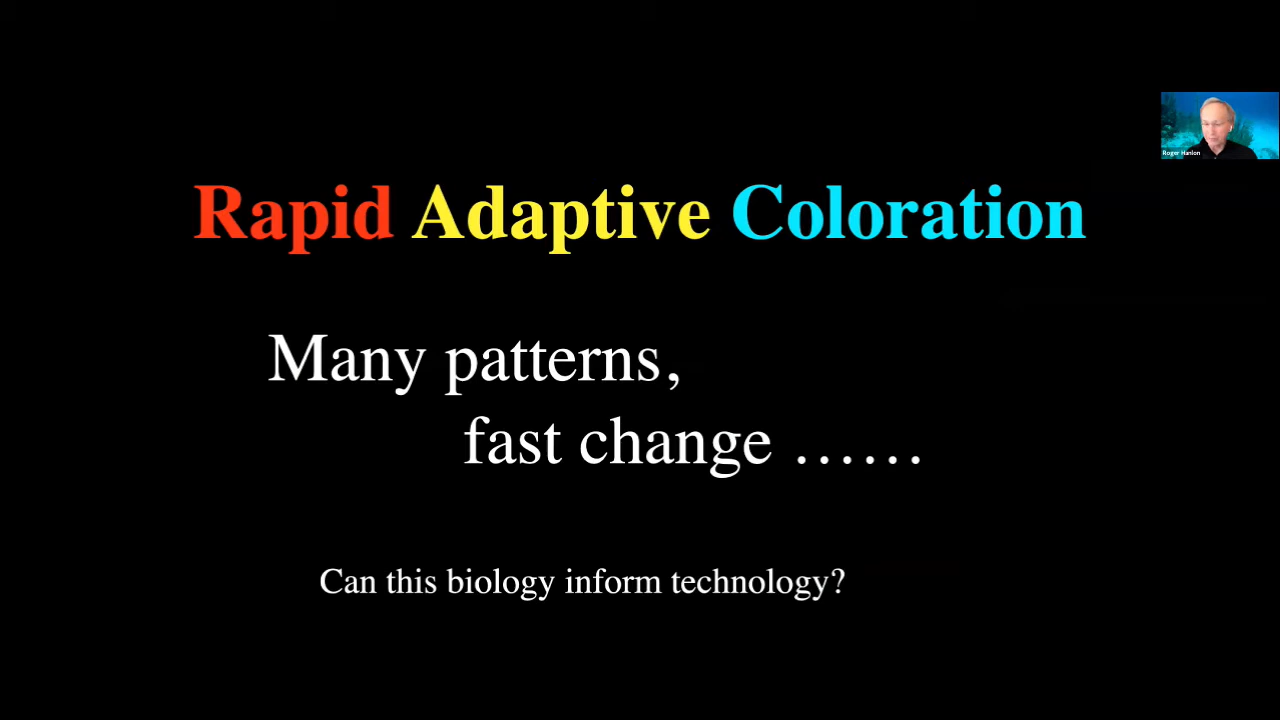 Roger Hanlon
Rapid Adaptive Coloration
Many patterns,
fast change ......
Can this biology inform technology?